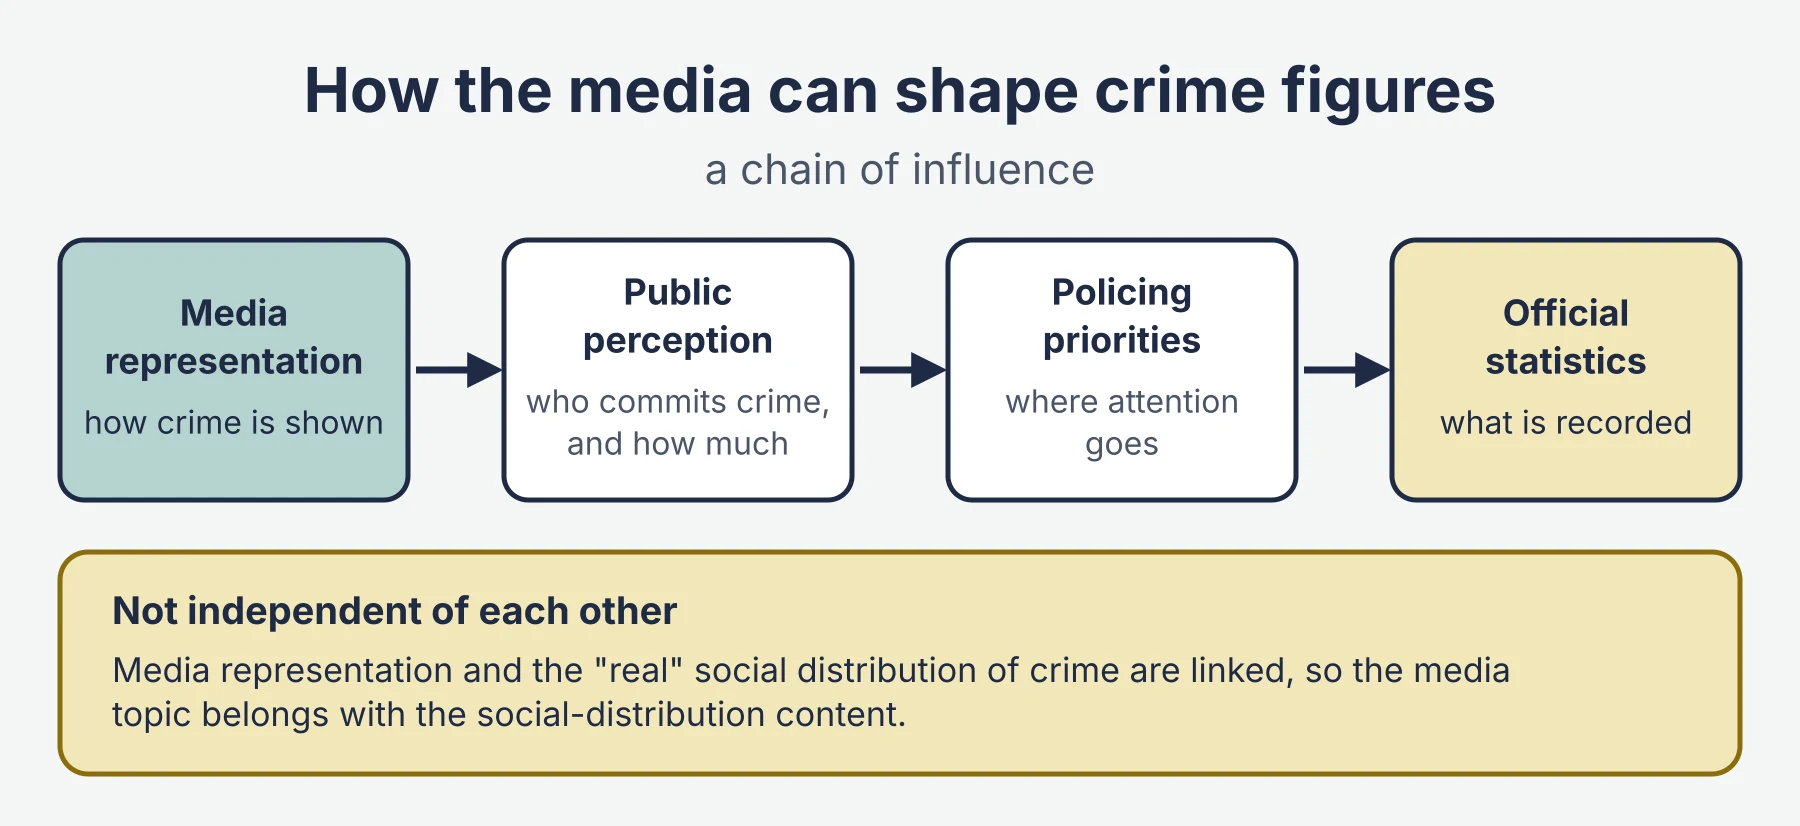 How the media can shape crime figures
a chain of influence
Media
representation
how crime is shown
Public
perception
who commits crime,
and how much
Policing
priorities
where attention
goes
Official
statistics
what is recorded
Not independent of each other
Media representation and the "real" social distribution of crime are linked, so the media
topic belongs with the social-distribution content.